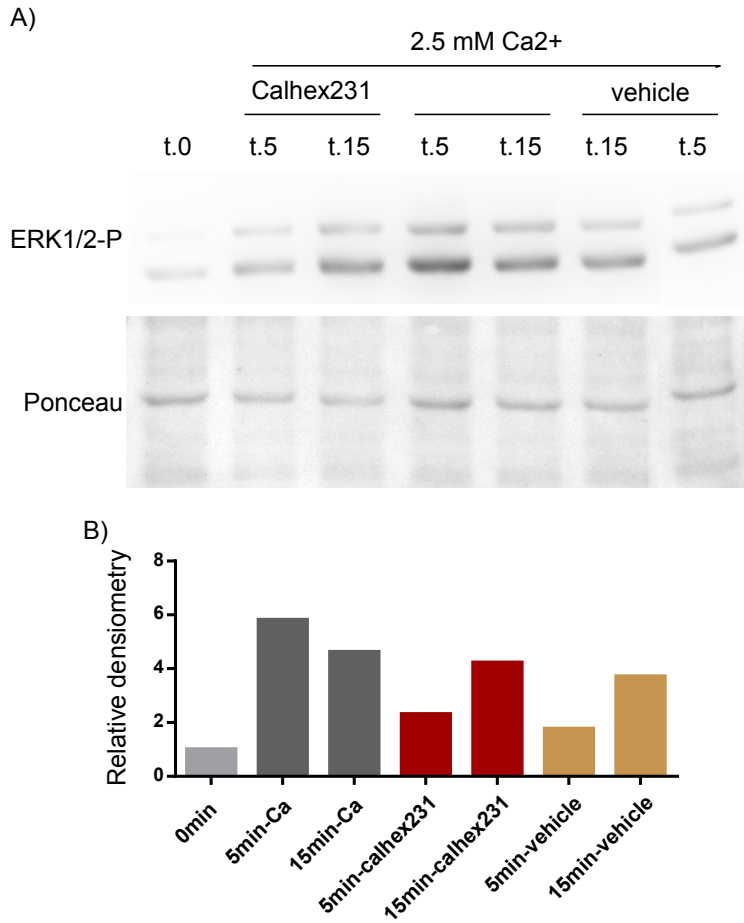 A)
2.5 mM Ca2+
Calhex231 vehicle
t.0 t.5 t.15 t.5 t.15 t.15 t.5
ERK1/2-P
Ponceau
B)
Relative densiometry
8
6
4
2
0
0min 5min-Ca 15min-Ca 5min-calhex231 15min-calhex231 5min-vehicle 15min-vehicle